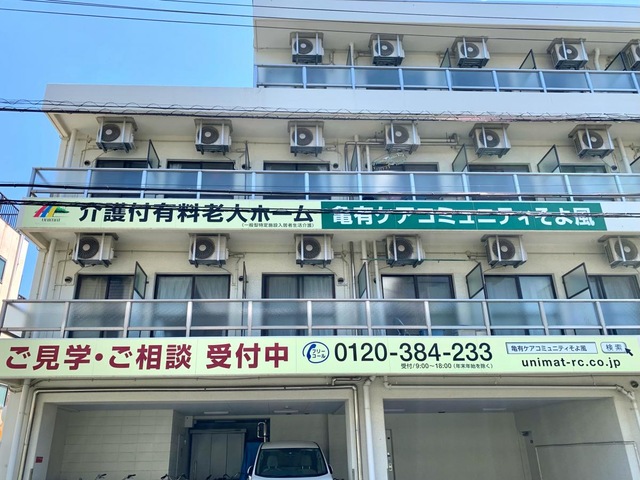 介護付有料老人ホーム
(一般型特定施設入居者生活介護)
亀有ケアコミュニティそよ風
ご見学・ご相談 受付中
フリーコール
0120-384-233
受付/9:00～18:00(年末年始を除く)
亀有ケアコミュニティそよ風
検索
unimat-rc.co.jp